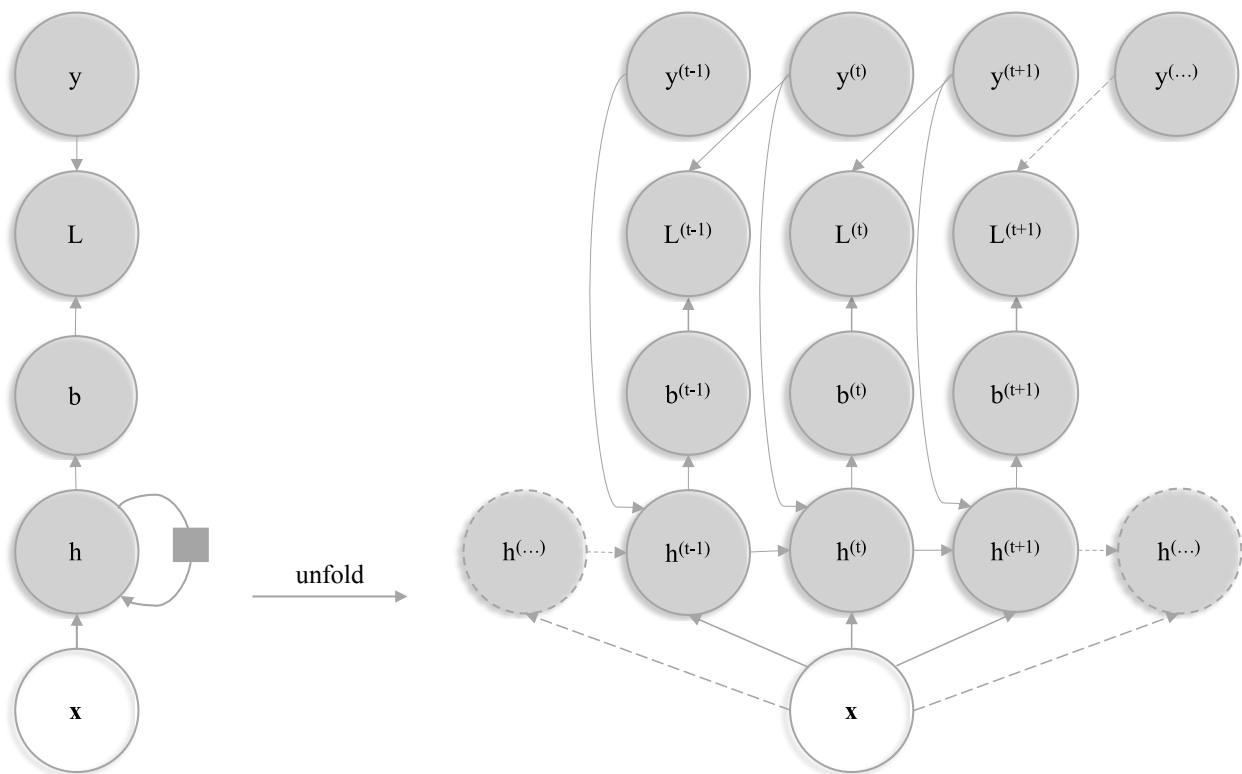 y
L
b
h
x
unfold
y(t-1) y(t) y(t+1) y(…)
L(t-1) L(t) L(t+1)
b(t-1) b(t) b(t+1)
h(…) h(t-1) h(t) h(t+1) h(…)
x